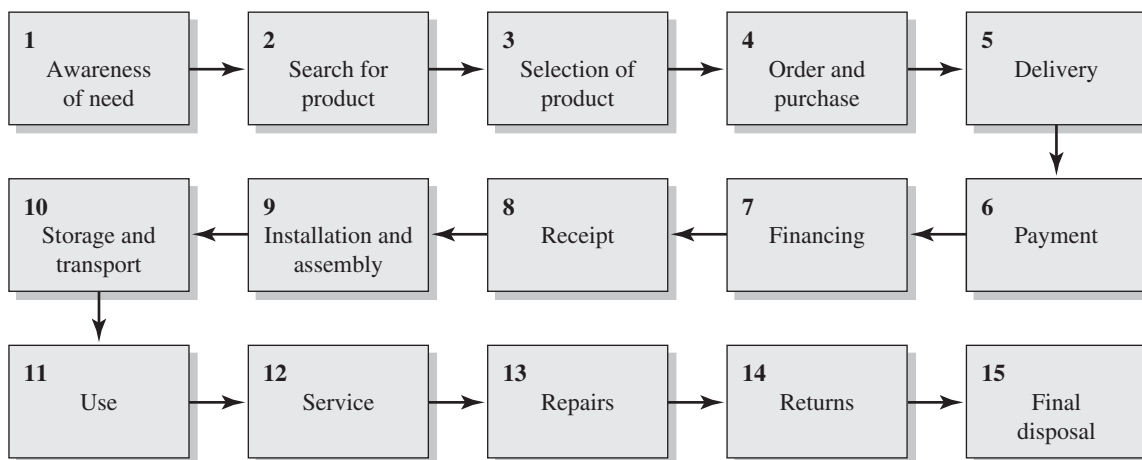 1
Awareness
of need
2
Search for
product
3
Selection of
product
4
Order and
purchase
5
Delivery
10
Storage and
transport
9
Installation and
assembly
8
Receipt
7
Financing
6
Payment
11
Use
12
Service
13
Repairs
14
Returns
15
Final
disposal